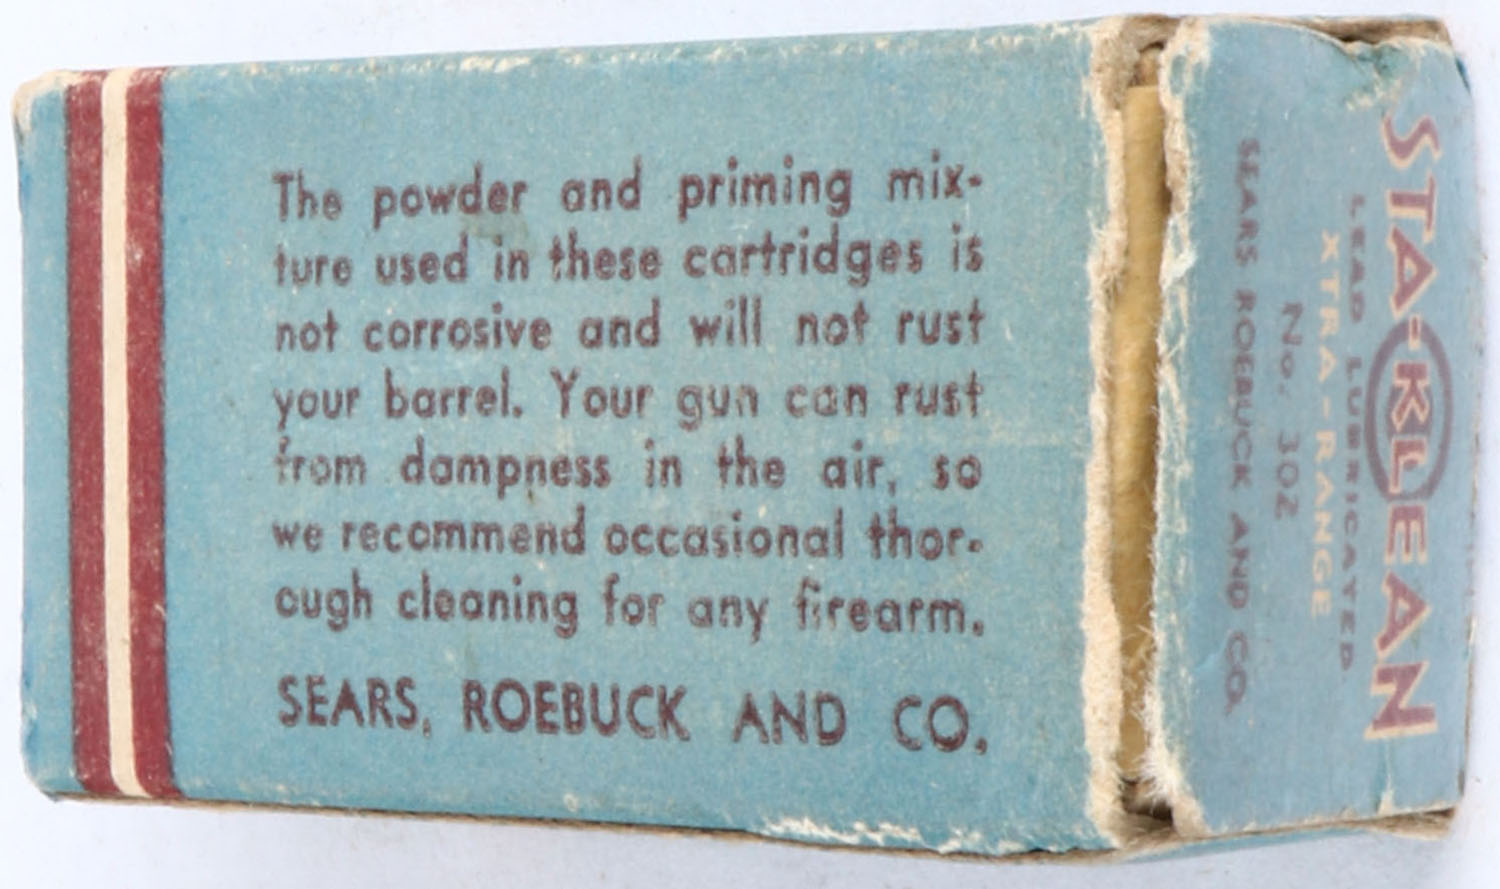 The powder and priming mix-
ture used in these cartridges is
not corrosive and will not rust
your barrel. Your gun can rust
from dampness in the air, so
we recommend occasional thor-
ough cleaning for any firearm.
SEARS, ROEBUCK AND CO.
STA-KLEAN
LEAD LUBRICATED
XTRA-RANGE
No. 302
SEARS ROEBUCK AND CO.